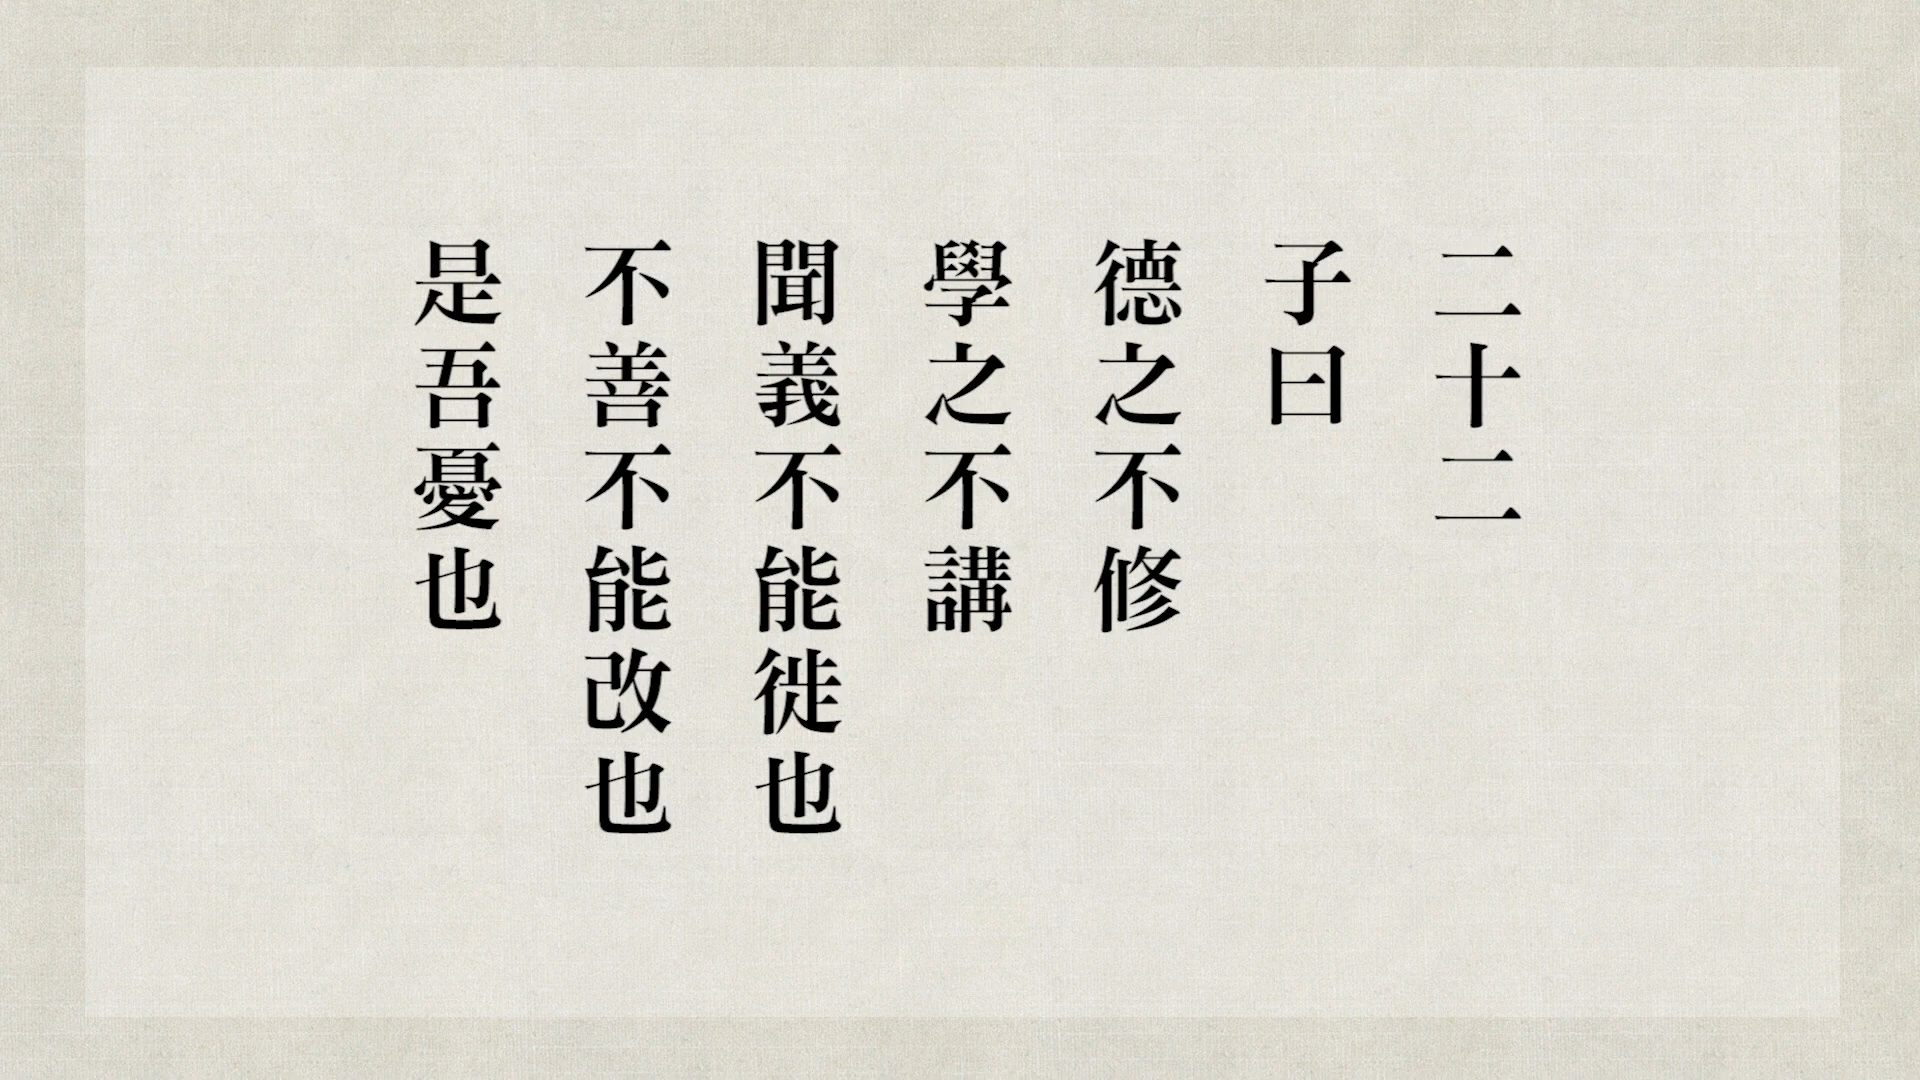 二十二
子曰
德之不修
學之不講
聞義不能徙也
不善不能改也
是吾憂也